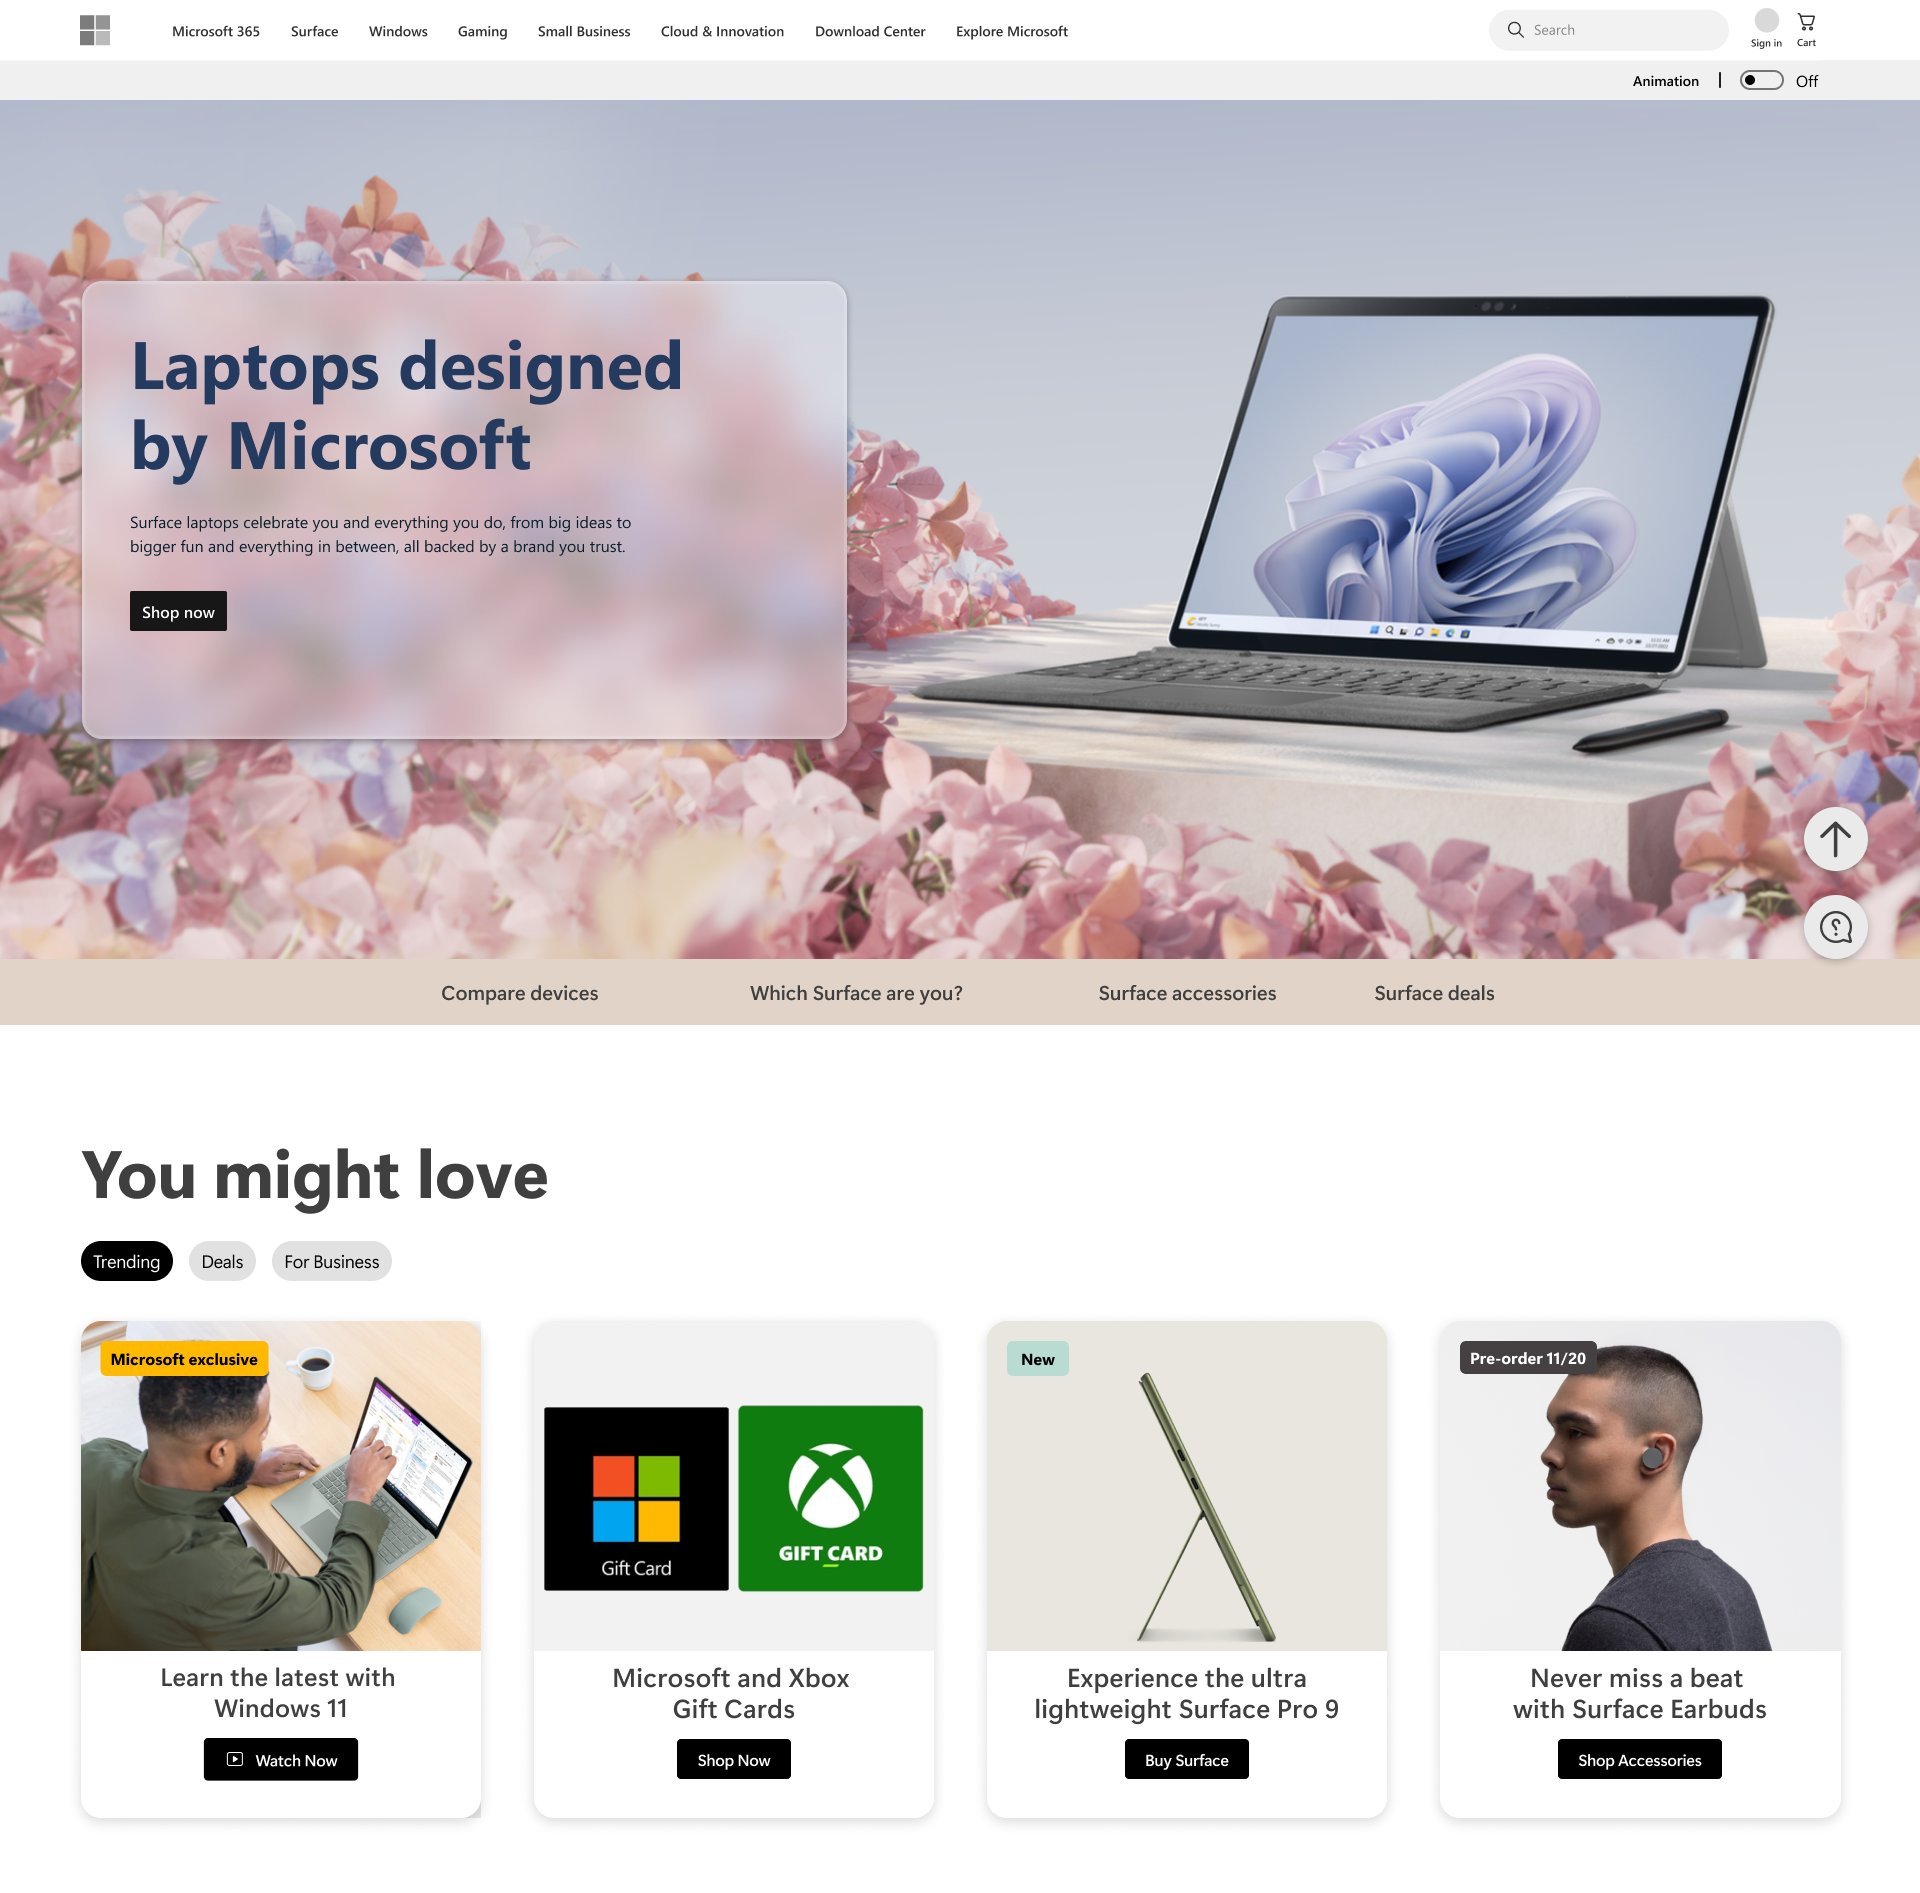 Microsoft 365 Surface Windows Gaming Small Business Cloud & Innovation Download Center Explore Microsoft
Search
Sign in
Cart
Animation | Off
Laptops designed
by Microsoft
Surface laptops celebrate you and everything you do, from big ideas to
bigger fun and everything in between, all backed by a brand you trust.
Shop now
Compare devices
Which Surface are you?
Surface accessories
Surface deals
You might love
Trending
Deals
For Business
Microsoft exclusive
Learn the latest with
Windows 11
Watch Now
Gift Card
GIFT CARD
Microsoft and Xbox
Gift Cards
Shop Now
New
Experience the ultra
lightweight Surface Pro 9
Buy Surface
Pre-order 11/20
Never miss a beat
with Surface Earbuds
Shop Accessories